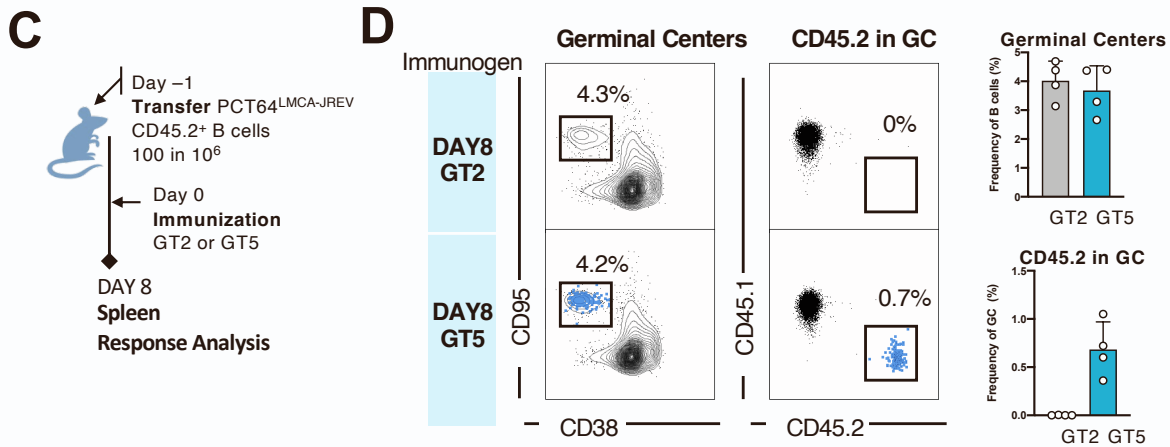 C
Day –1
Transfer PCT64^LMCA-JREV
CD45.2⁺ B cells
100 in 10⁶
Day 0
Immunization
GT2 or GT5
DAY 8
Spleen
Response Analysis
D
Immunogen
Germinal Centers
CD45.2 in GC
DAY8
GT2
4.3%
0%
DAY8
GT5
4.2%
0.7%
CD95
CD45.1
CD38
CD45.2
Germinal Centers
Frequency of B cells (%)
5
4
3
2
1
0
GT2 GT5
CD45.2 in GC
Frequency of GC (%)
1.5
1.0
0.5
0.0
GT2 GT5